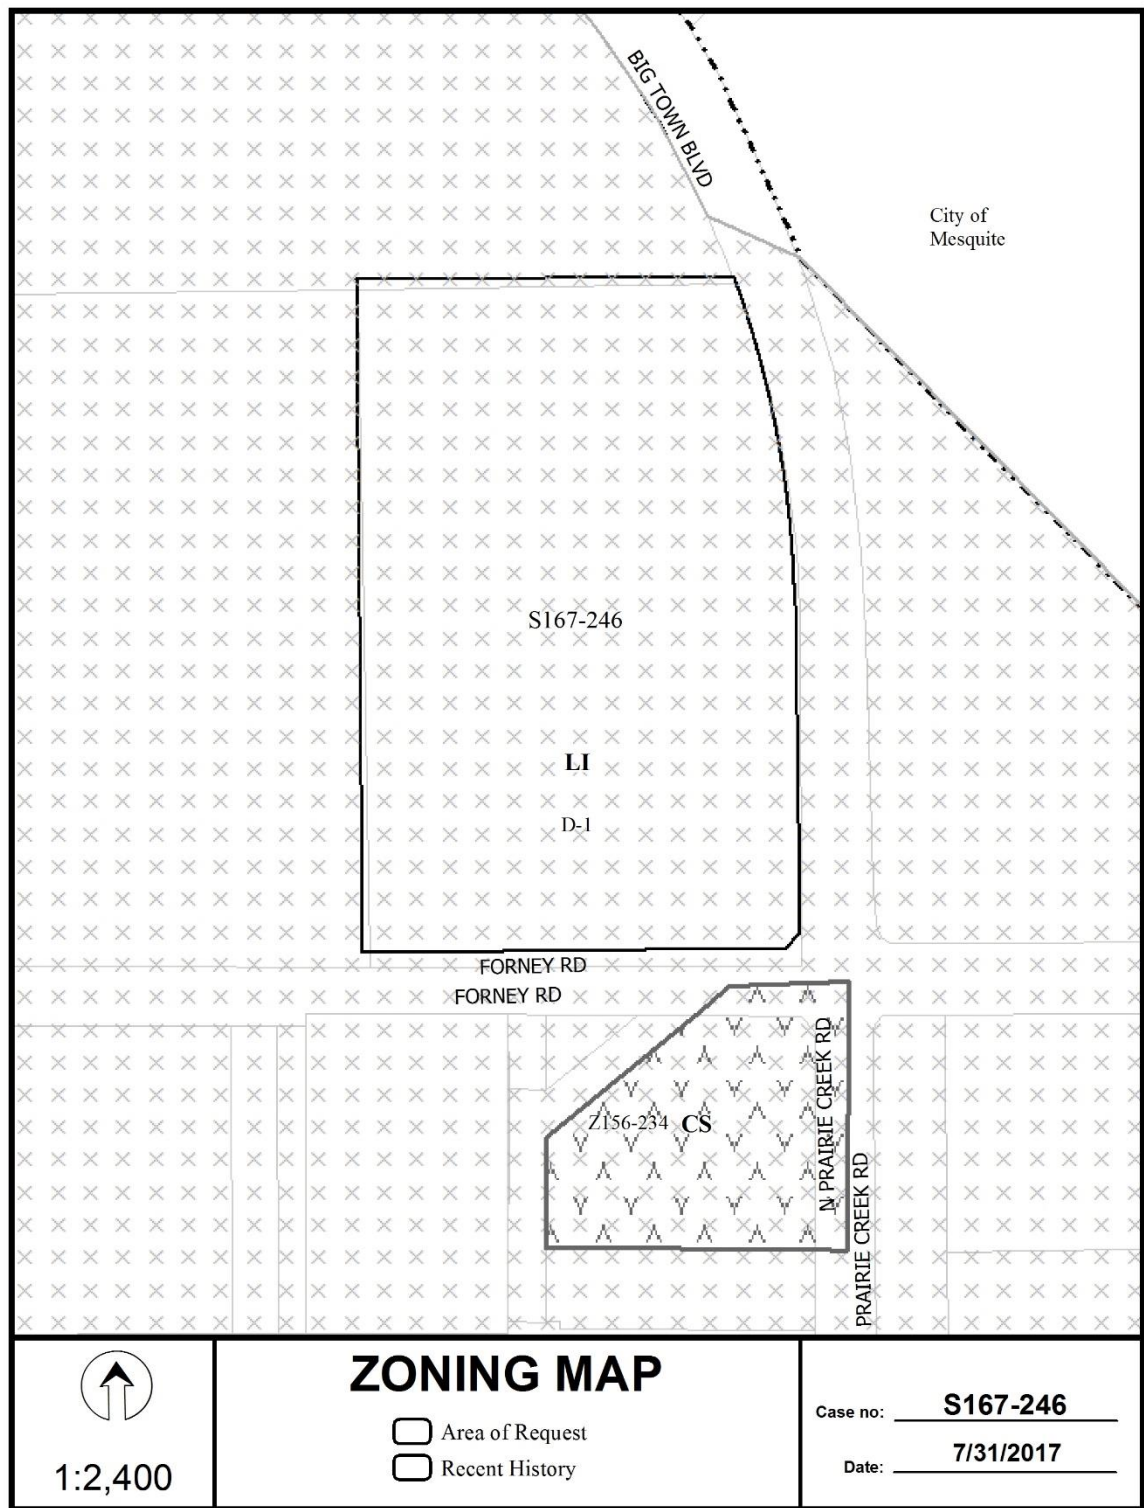 BIG TOWN BLVD
City of
Mesquite
S167-246
LI
D-1
FORNEY RD
FORNEY RD
N PRAIRIE CREEK RD
Z156-234 CS
PRAIRIE CREEK RD
1:2,400
ZONING MAP
Area of Request
Recent History
Case no: S167-246
Date: 7/31/2017